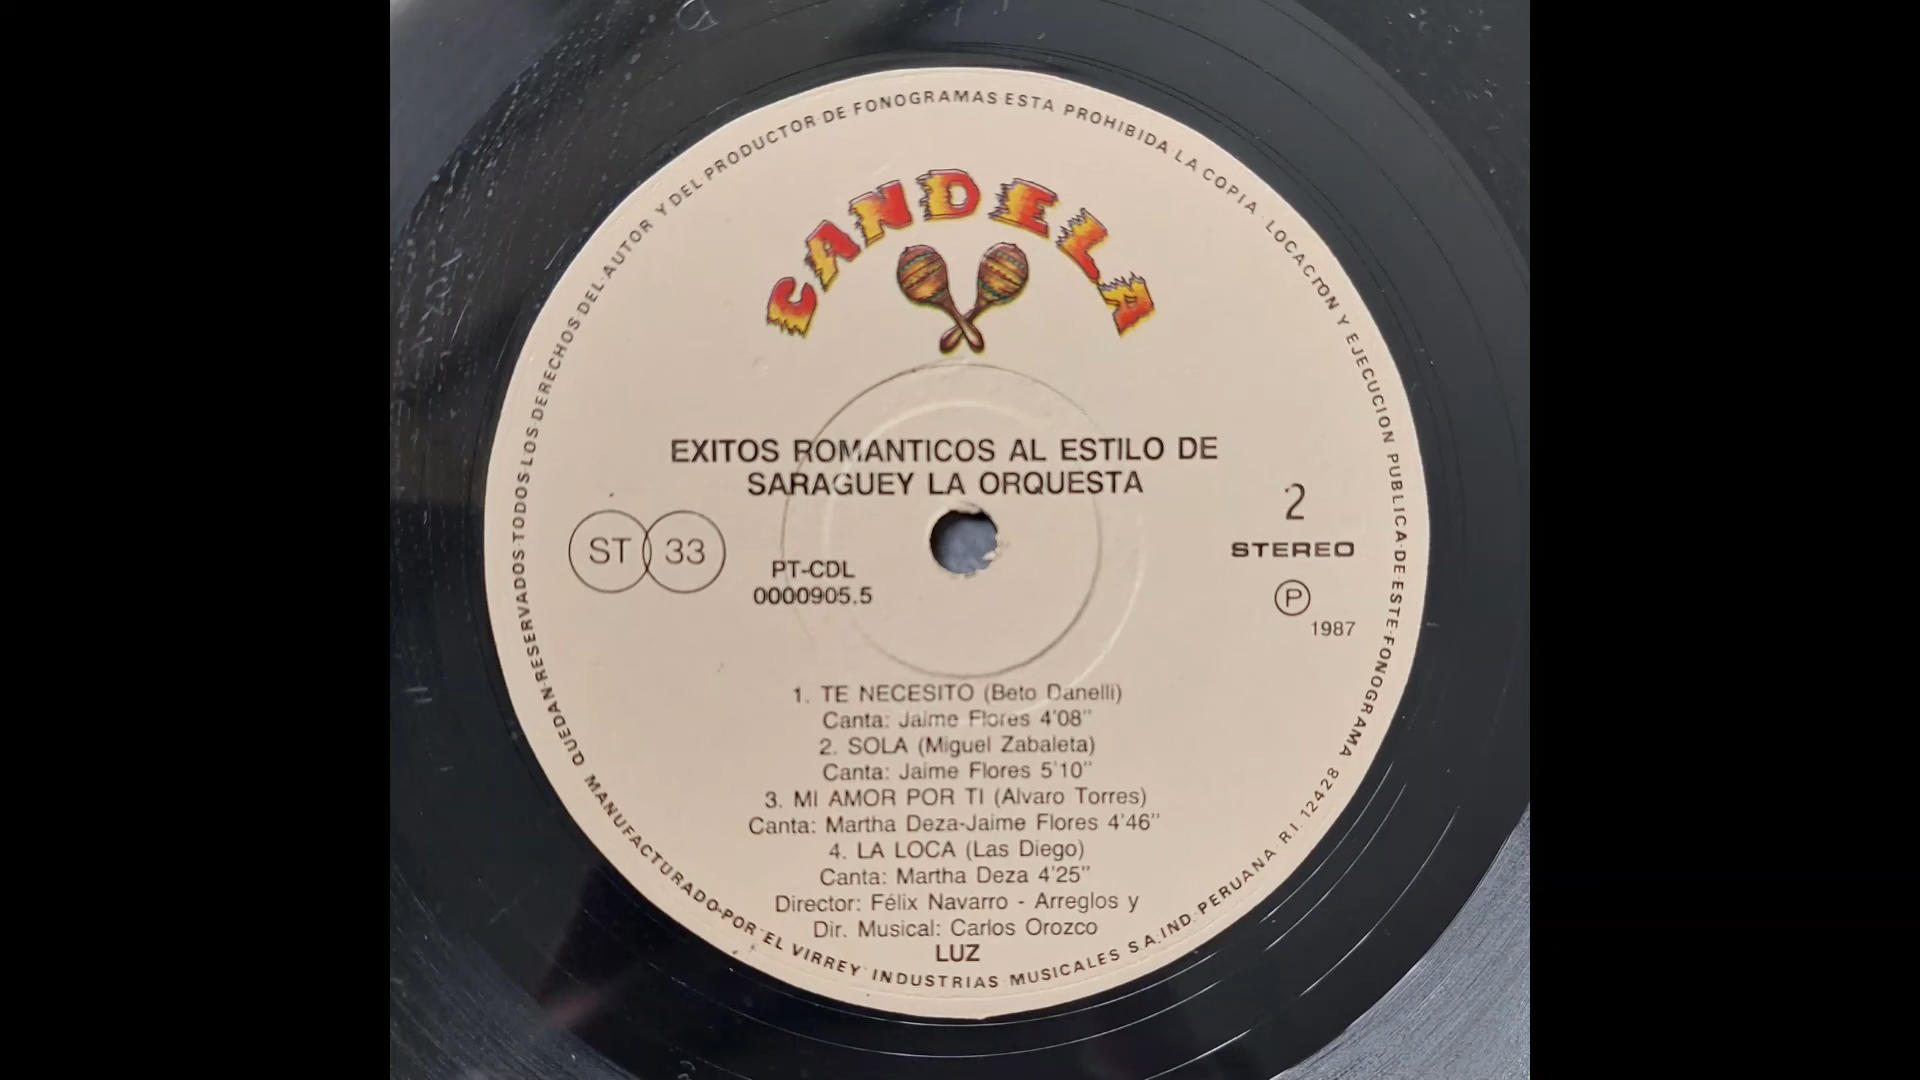 QUEDAN·RESERVADOS·TODOS·LOS·DERECHOS·DEL·AUTOR Y·DEL·PRODUCTOR·DE·FONOGRAMAS·ESTA PROHIBIDA·LA·COPIA·LOCACION Y EJECUCION PUBLICA·DE·ESTE·FONOGRAMA
CANDELA
EXITOS ROMANTICOS AL ESTILO DE
SARAGUEY LA ORQUESTA
2
ST 33
STEREO
PT-CDL
0000905.5
Ⓟ
1987
1. TE NECESITO (Beto Danelli)
Canta: Jaime Flores 4'08"
2. SOLA (Miguel Zabaleta)
Canta: Jaime Flores 5'10"
3. MI AMOR POR TI (Alvaro Torres)
Canta: Martha Deza-Jaime Flores 4'46"
4. LA LOCA (Las Diego)
Canta: Martha Deza 4'25"
Director: Félix Navarro - Arreglos y
Dir. Musical: Carlos Orozco
LUZ
MANUFACTURADO·POR "EL VIRREY" INDUSTRIAS MUSICALES S.A. IND. PERUANA R.I. 12428